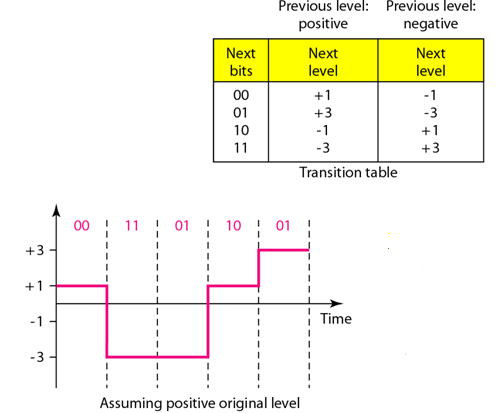 Previous level: Previous level:
positive negative
Next Next Next
bits level level
00 +1 -1
01 +3 -3
10 -1 +1
11 -3 +3
Transition table
00 11 01 10 01
+3
+1
-1
-3
Time
Assuming positive original level